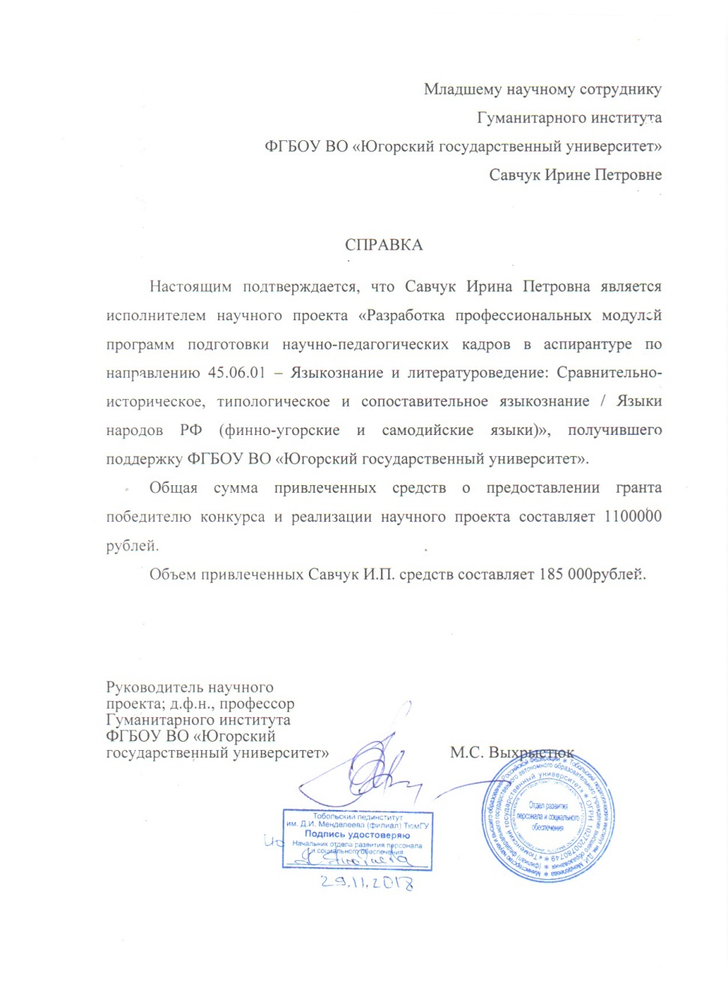 Младшему научному сотруднику
Гуманитарного института
ФГБОУ ВО «Югорский государственный университет»
Савчук Ирине Петровне
СПРАВКА
Настоящим подтверждается, что Савчук Ирина Петровна является
исполнителем научного проекта «Разработка профессиональных модулей
программ подготовки научно-педагогических кадров в аспирантуре по
направлению 45.06.01 – Языкознание и литературоведение: Сравнительно-
историческое, типологическое и сопоставительное языкознание / Языки
народов РФ (финно-угорские и самодийские языки)», получившего
поддержку ФГБОУ ВО «Югорский государственный университет».
Общая сумма привлеченных средств о предоставлении гранта
победителю конкурса и реализации научного проекта составляет 1100000
рублей.
Объем привлеченных Савчук И.П. средств составляет 185 000рублей.
Руководитель научного
проекта; д.ф.н., профессор
Гуманитарного института
ФГБОУ ВО «Югорский
государственный университет»
М.С. Выхрыстюк
Тобольский пединститут
им. Д.И. Менделеева (филиал) ТюмГУ
Подпись удостоверяю
Начальник отдела развития персонала
и социального обеспечения
29.11.2018
Отдел развития
персонала и социального
обеспечения